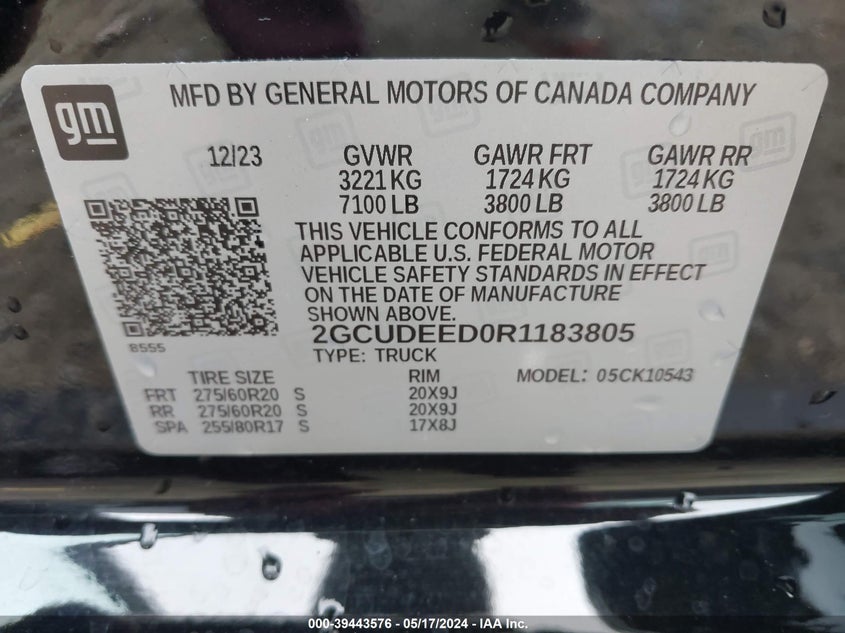 gm
MFD BY GENERAL MOTORS OF CANADA COMPANY
12/23 GVWR GAWR FRT GAWR RR
3221 KG 1724 KG 1724 KG
7100 LB 3800 LB 3800 LB
THIS VEHICLE CONFORMS TO ALL
APPLICABLE U.S. FEDERAL MOTOR
VEHICLE SAFETY STANDARDS IN EFFECT
ON THE DATE OF MANUFACTURE
SHOWN ABOVE.
8555 2GCUDEED0R1183805
TYPE: TRUCK
TIRE SIZE RIM MODEL: 05CK10543
FRT 275/60R20 S 20X9J
RR 275/60R20 S 20X9J
SPA 255/80R17 S 17X8J
000-39443576 / 05/17/2024 - IAA Inc.